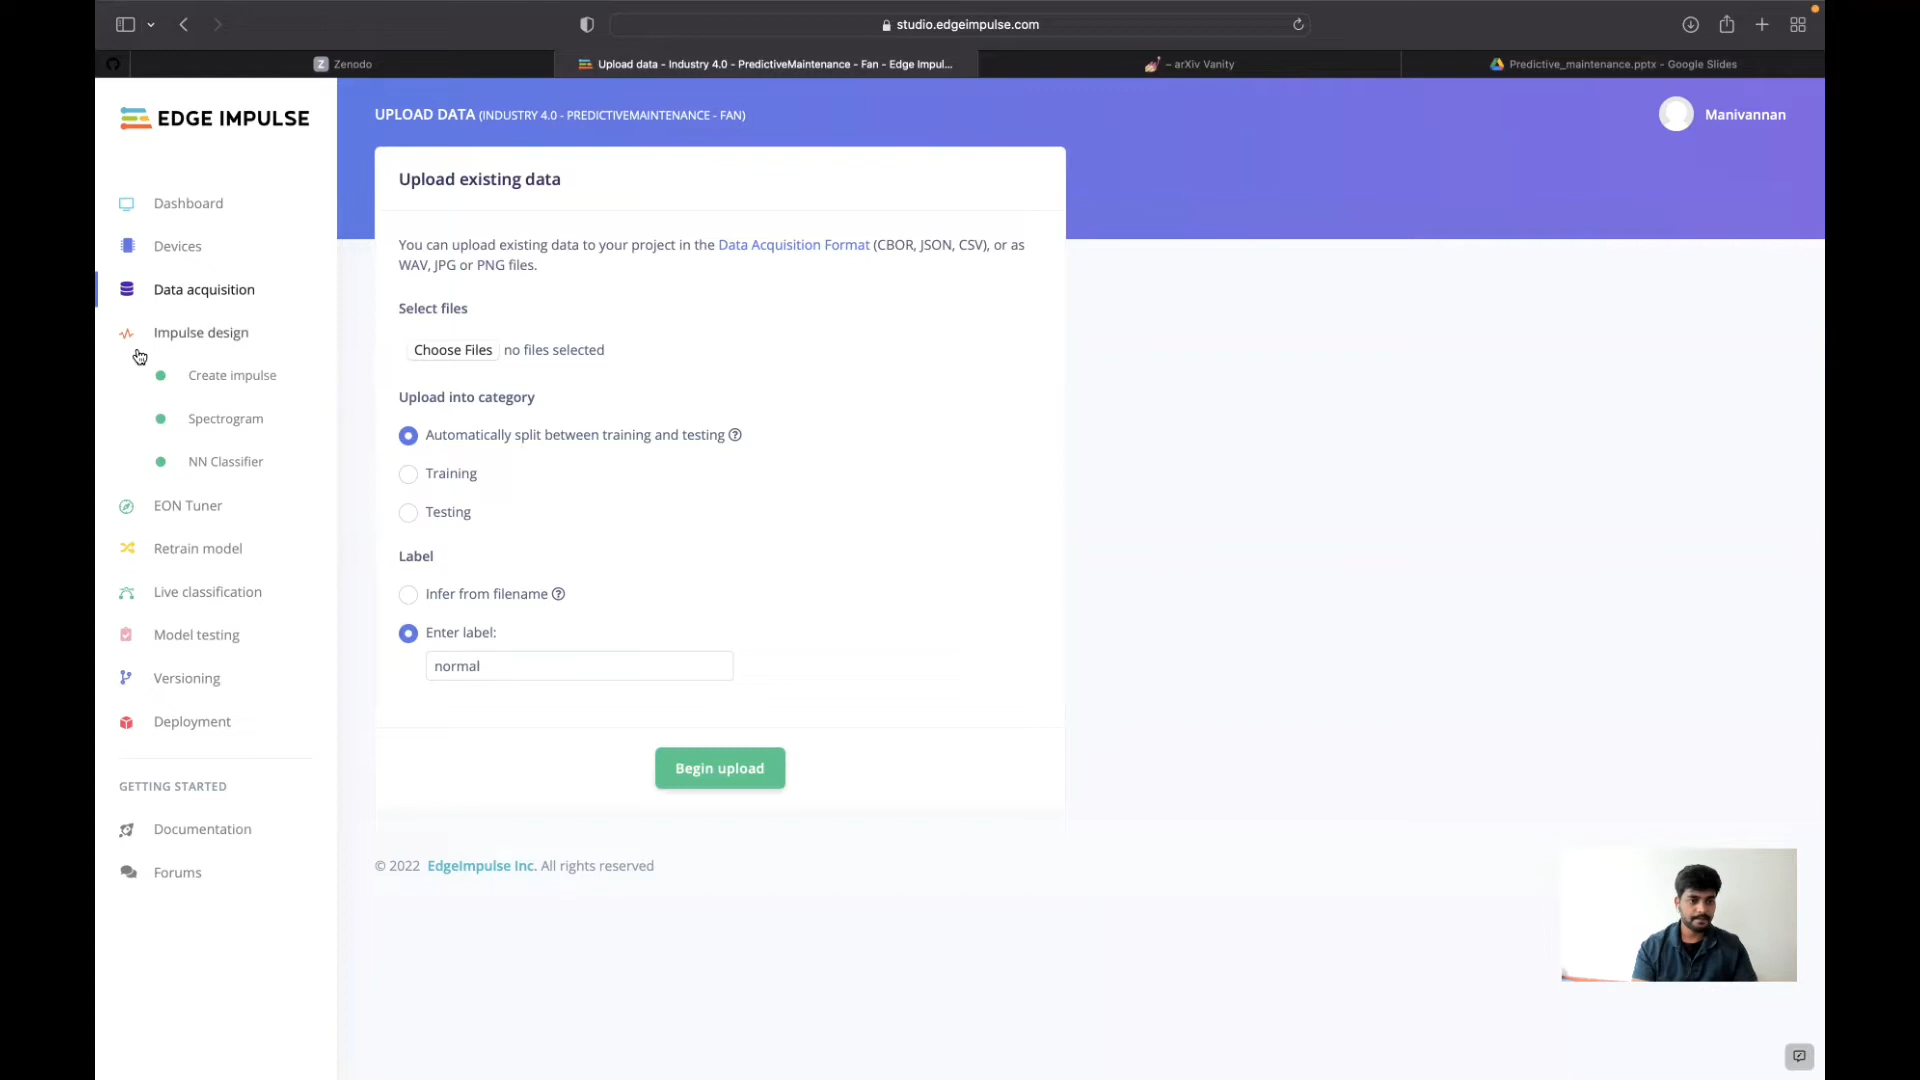 studio.edgeimpulse.com
Z Zenodo
Upload data - Industry 4.0 - PredictiveMaintenance - Fan - Edge Impul...
– arXiv Vanity
Predictive_maintenance.pptx - Google Slides
EDGE IMPULSE
UPLOAD DATA (INDUSTRY 4.0 - PREDICTIVEMAINTENANCE - FAN)
Manivannan
Dashboard
Devices
Data acquisition
Impulse design
Create impulse
Spectrogram
NN Classifier
EON Tuner
Retrain model
Live classification
Model testing
Versioning
Deployment
GETTING STARTED
Documentation
Forums
Upload existing data
You can upload existing data to your project in the Data Acquisition Format (CBOR, JSON, CSV), or as
WAV, JPG or PNG files.
Select files
Choose Files no files selected
Upload into category
Automatically split between training and testing ?
Training
Testing
Label
Infer from filename ?
Enter label:
normal
Begin upload
© 2022 EdgeImpulse Inc. All rights reserved